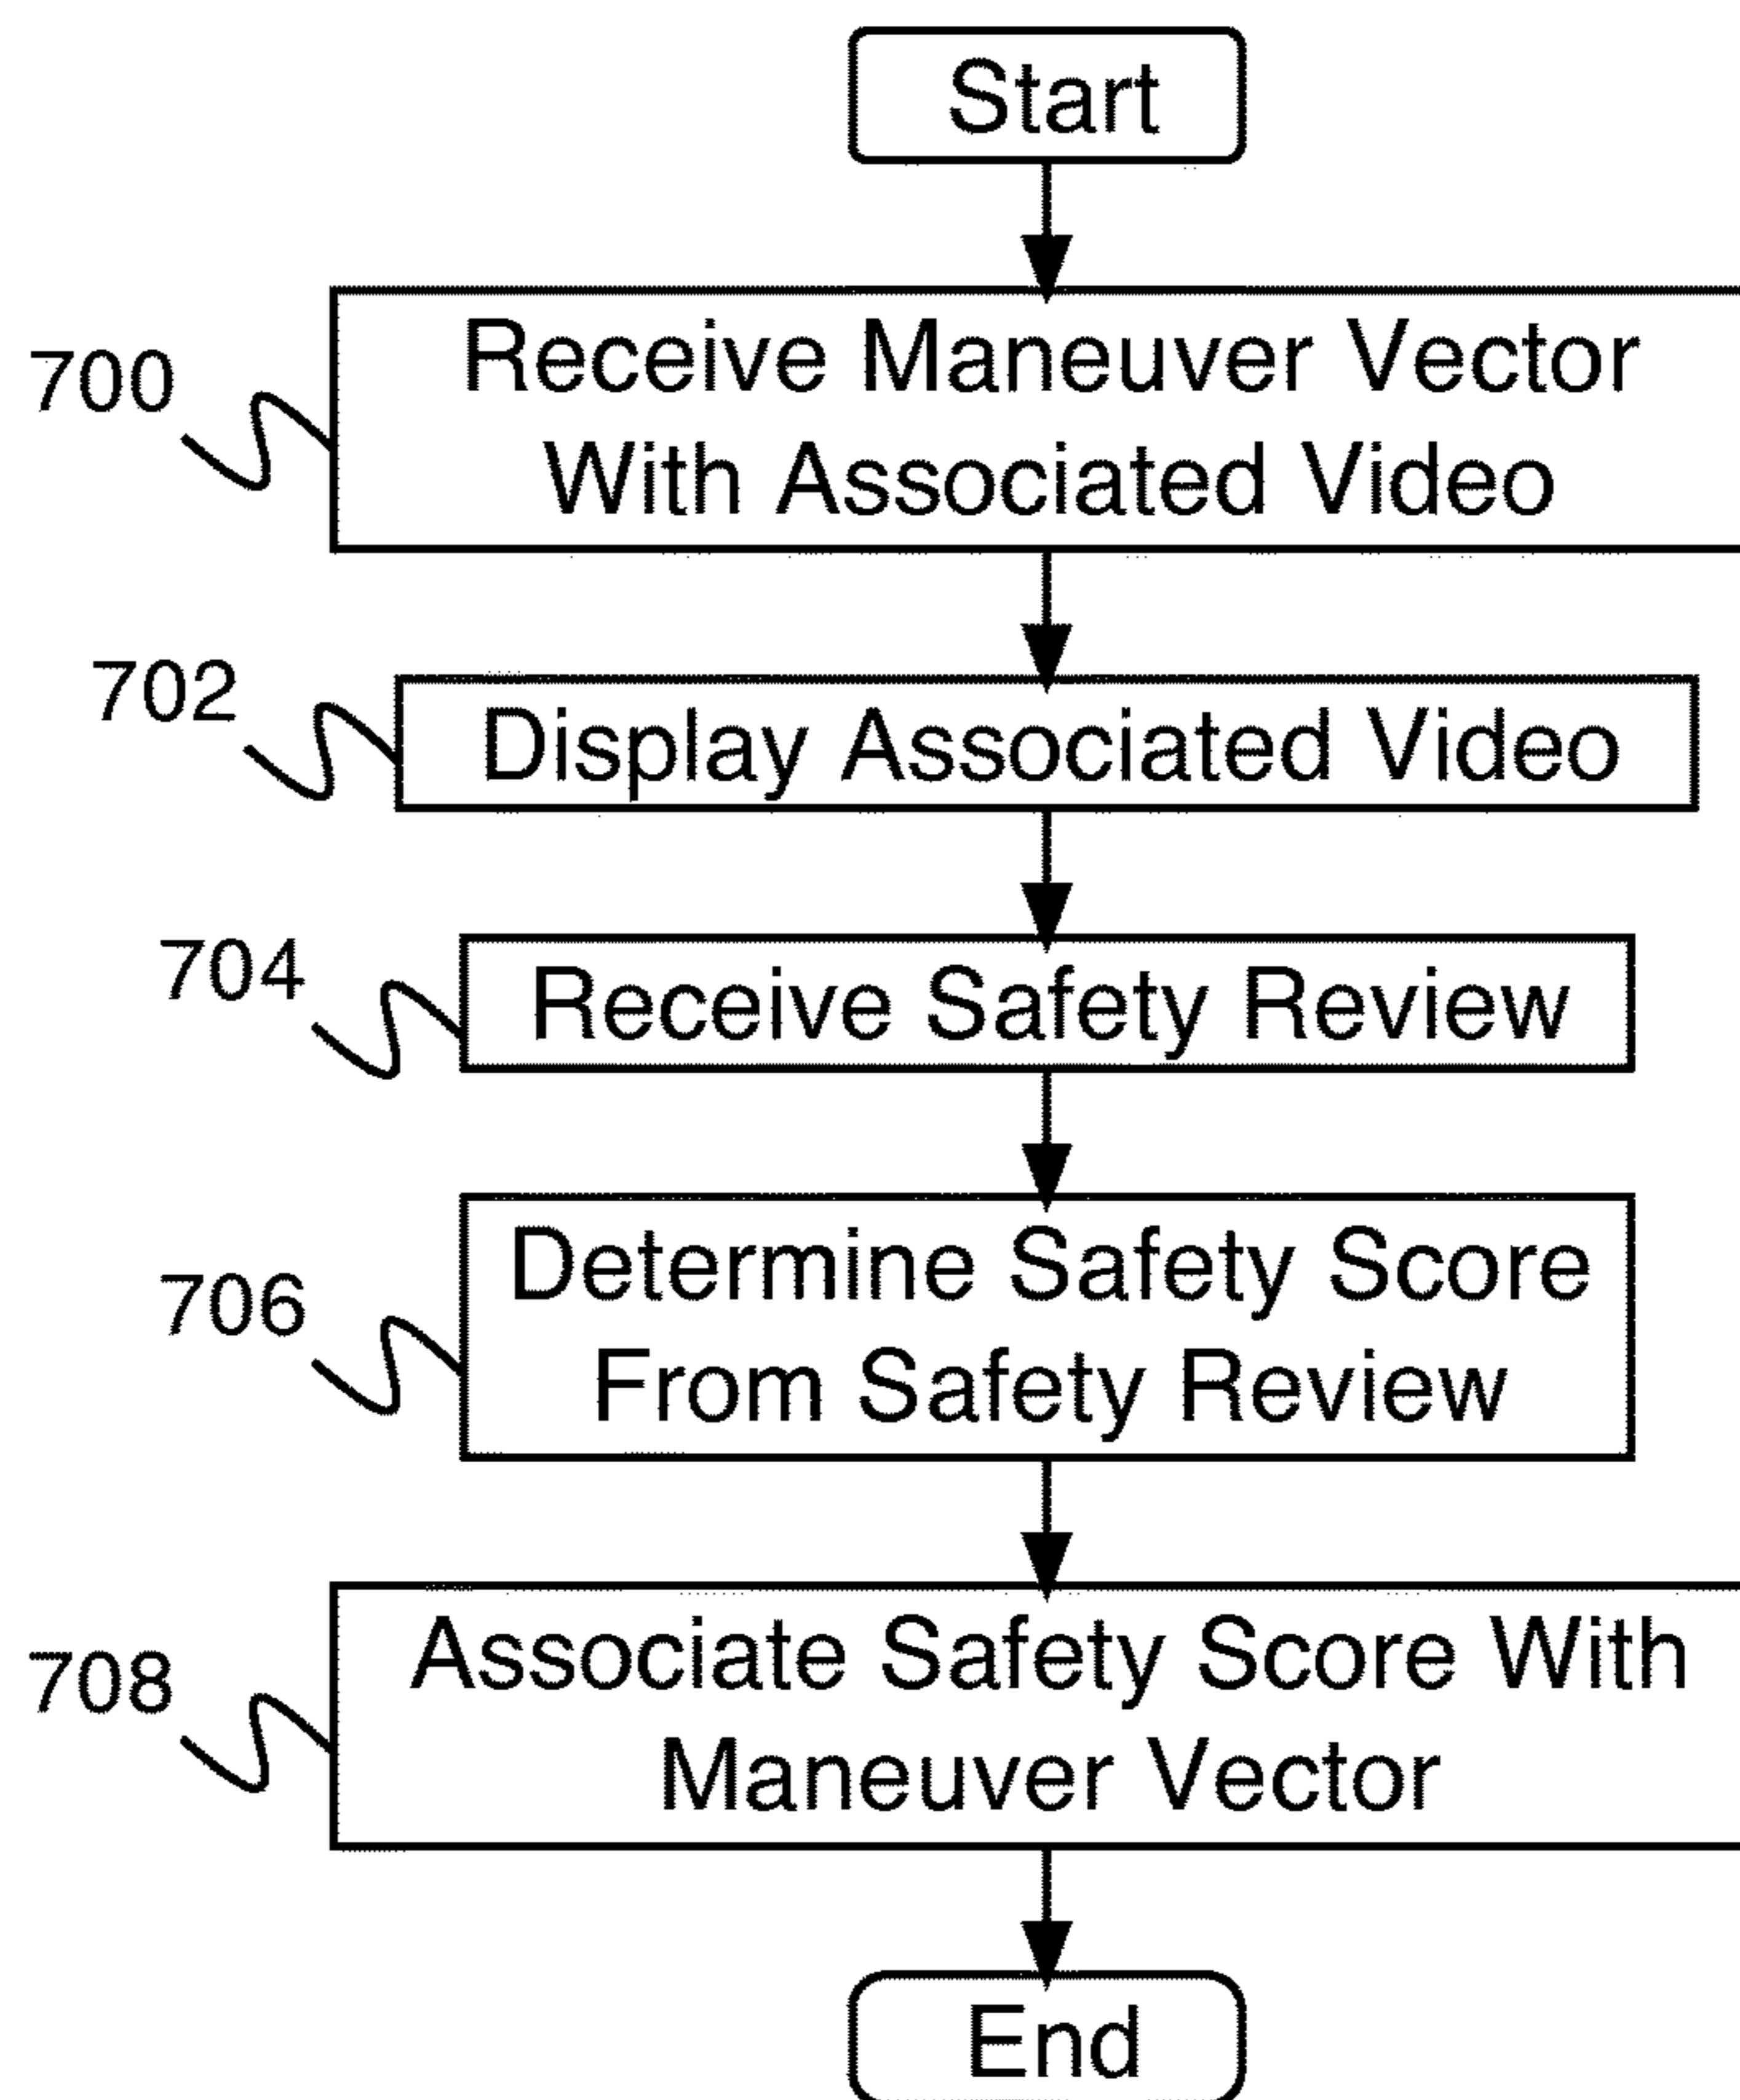 Start
700
Receive Maneuver Vector
With Associated Video
702
Display Associated Video
704
Receive Safety Review
706
Determine Safety Score
From Safety Review
708
Associate Safety Score With
Maneuver Vector
End